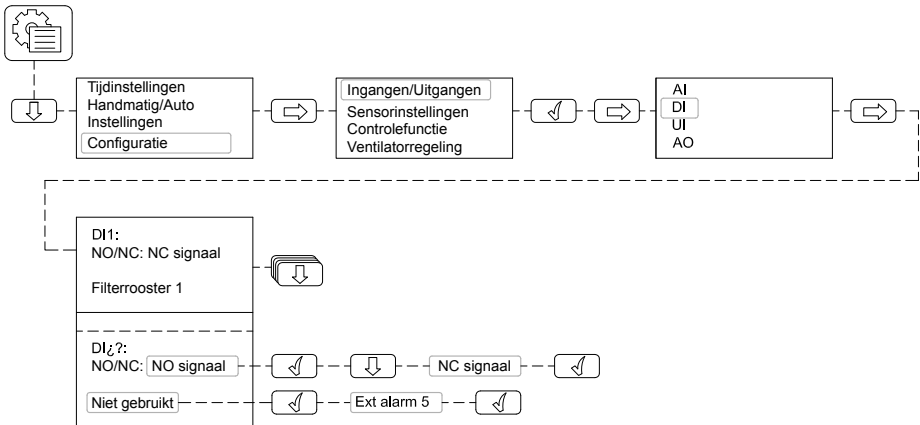 Tijdinstellingen
Handmatig/Auto
Instellingen
Configuratie
Ingangen/Uitgangen
Sensorinstellingen
Controlefunctie
Ventilatorregeling
AI
DI
UI
AO
DI1:
NO/NC: NC signaal
Filterrooster 1
DI¿?:
NO/NC: NO signaal
NC signaal
Niet gebruikt
Ext alarm 5